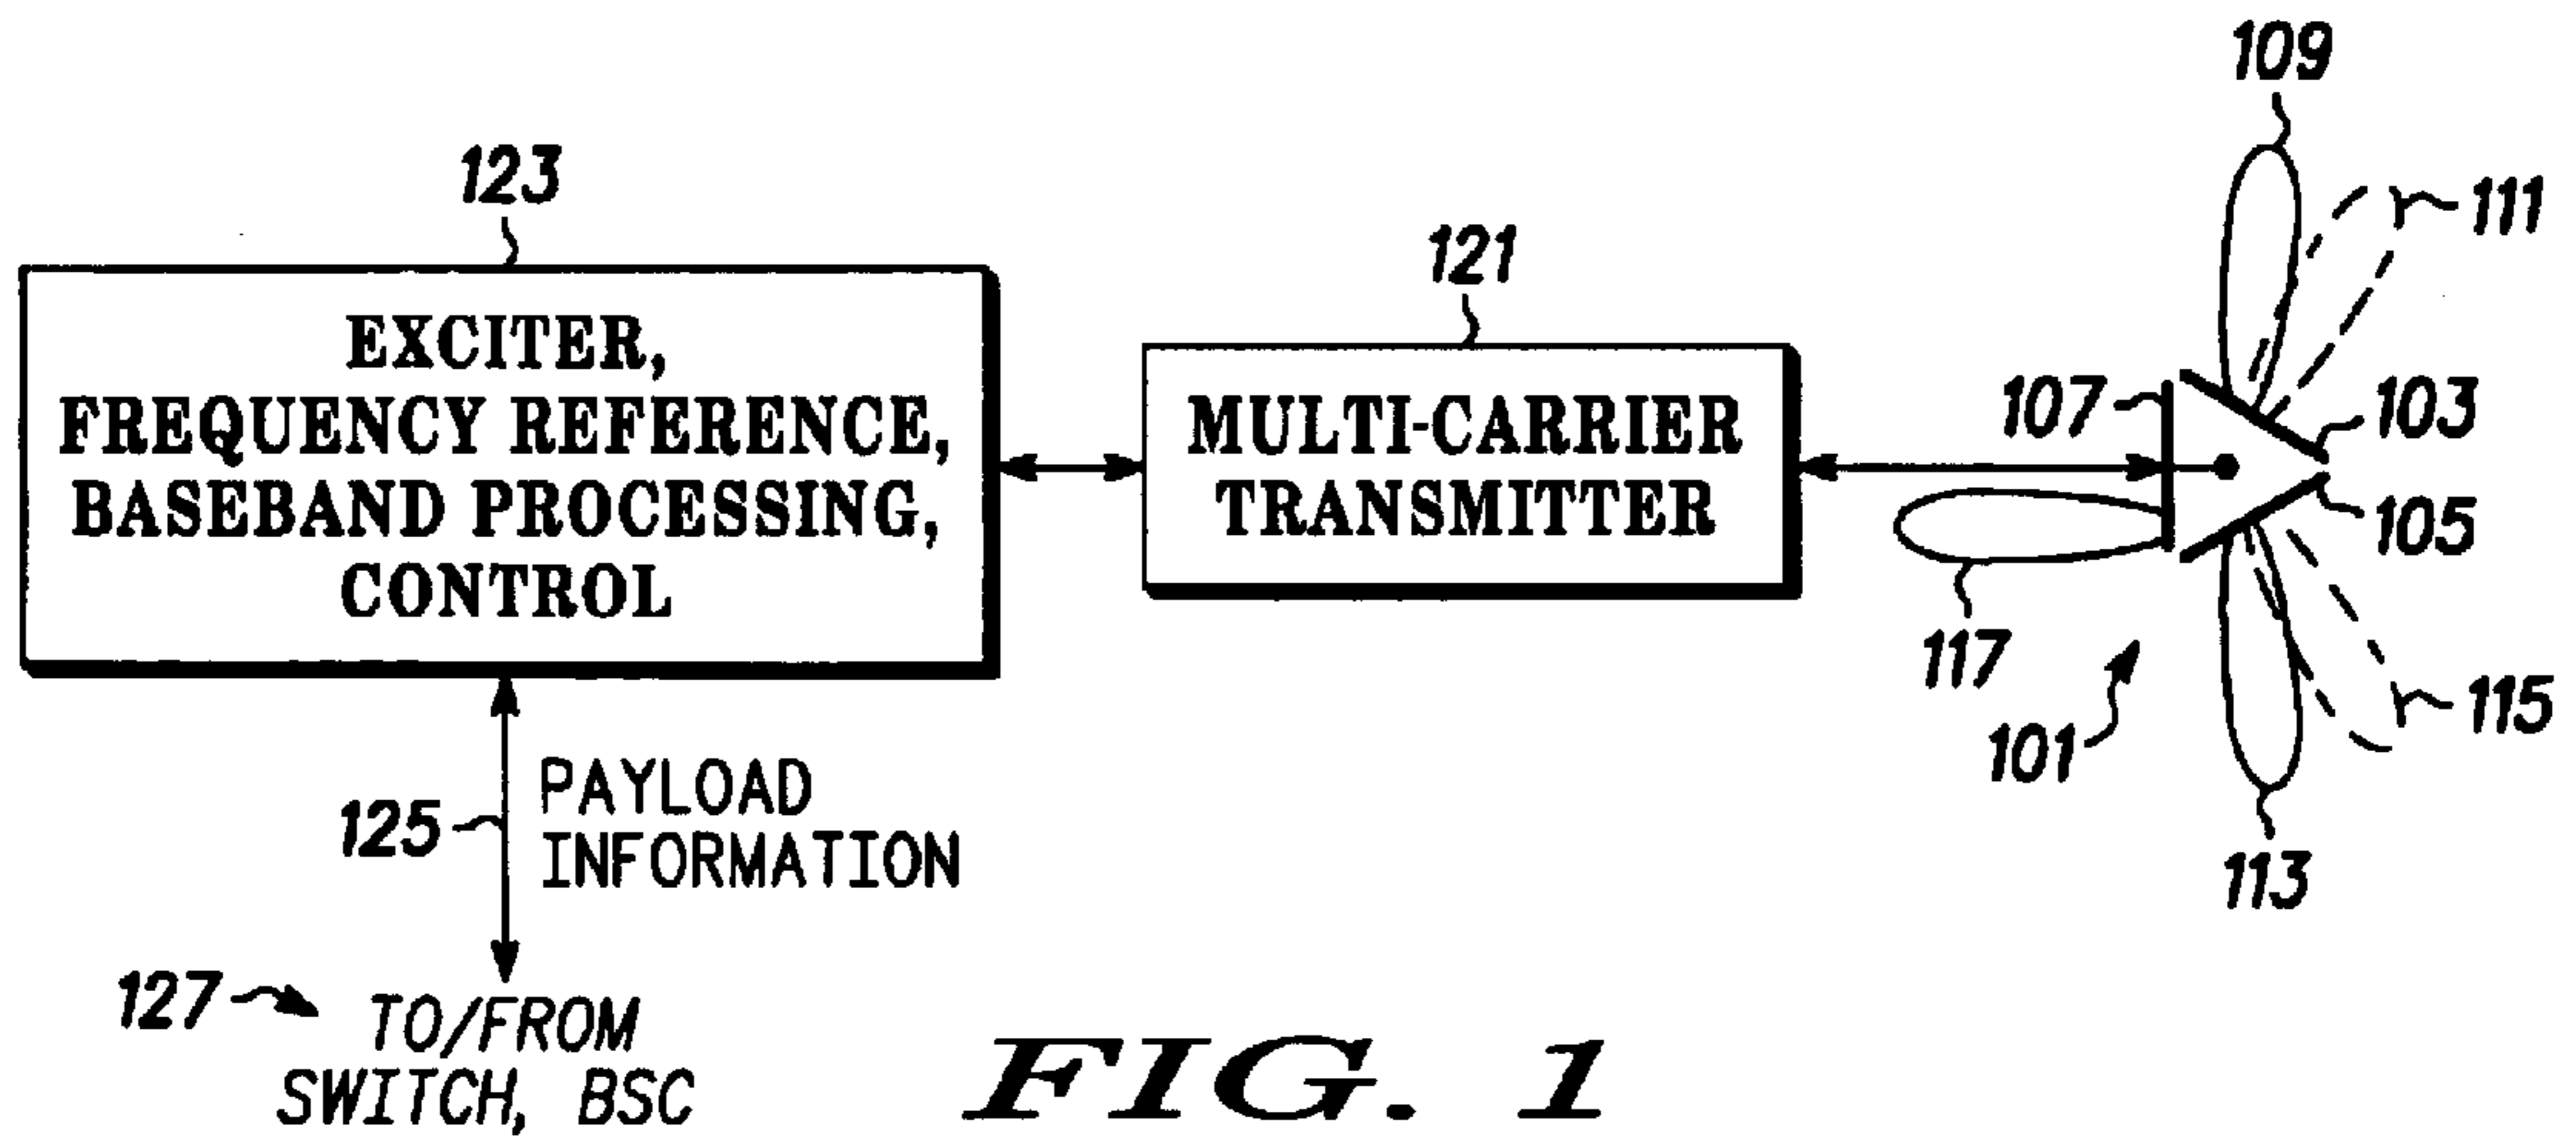 109
123
111
121
EXCITER,
FREQUENCY REFERENCE,
BASEBAND PROCESSING,
CONTROL
MULTI-CARRIER
TRANSMITTER
107
103
105
117
101
115
113
125
PAYLOAD
INFORMATION
127
TO/FROM
SWITCH, BSC
FIG. 1